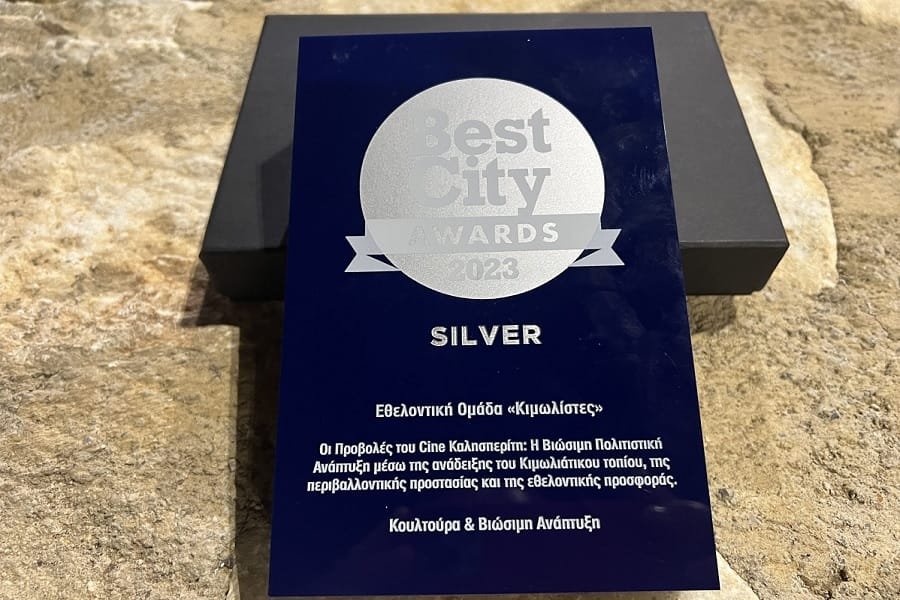 Best
City
AWARDS
2023
SILVER
Εθελοντική Ομάδα «Κιμωλίστες»
Οι Προβολές του Cine Καλησπερίτη: Η Βιώσιμη Πολιτιστική
Ανάπτυξη μέσω της ανάδειξης του Κιμωλιάτικου τοπίου, της
περιβαλλοντικής προστασίας και της εθελοντικής προσφοράς.
Κουλτούρα & Βιώσιμη Ανάπτυξη